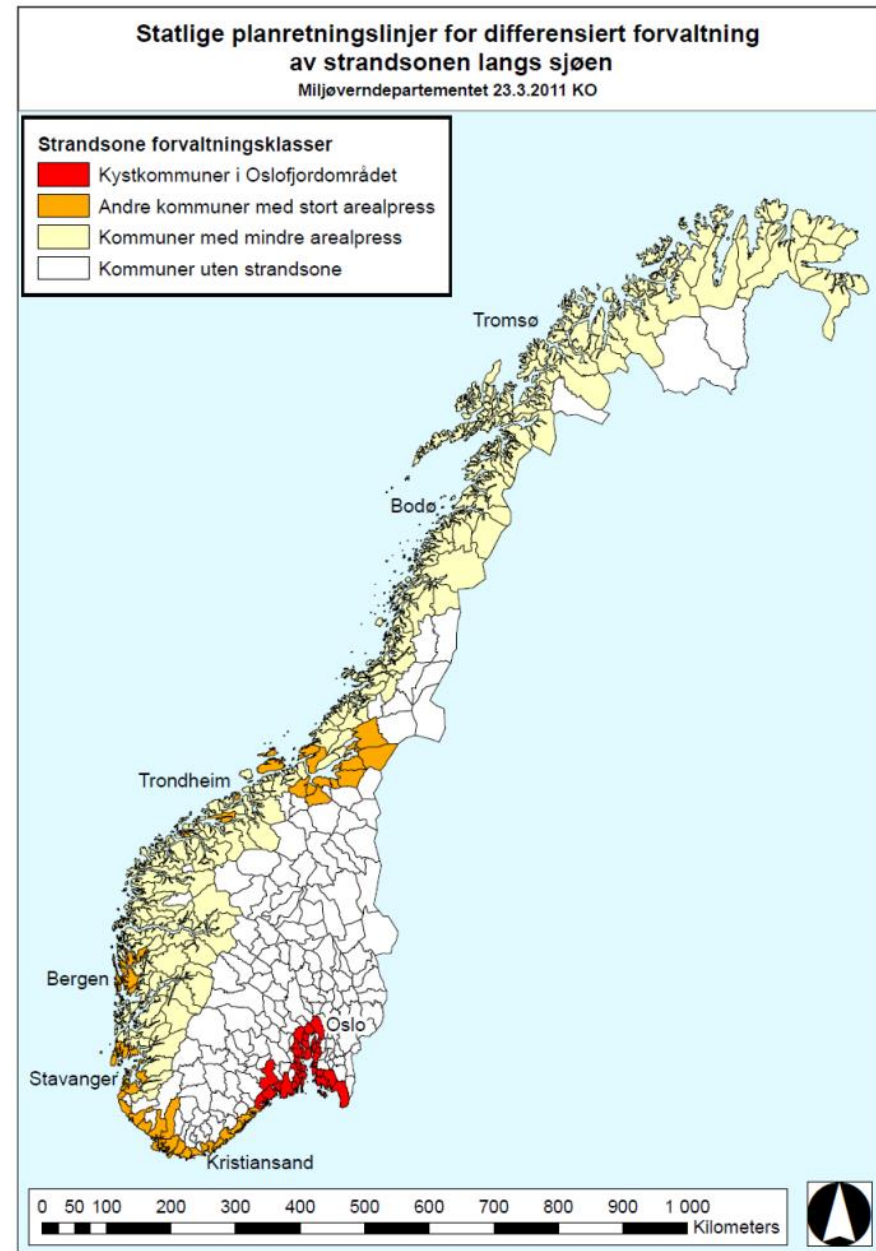 Statlige planretningslinjer for differensiert forvaltning
av strandsonen langs sjøen
Miljøverndepartementet 23.3.2011 KO
Strandsone forvaltningsklasser
Kystkommuner i Oslofjordområdet
Andre kommuner med stort arealpress
Kommuner med mindre arealpress
Kommuner uten strandsone
Tromsø
Bodø
Trondheim
Bergen
Oslo
Stavanger
Kristiansand
0 50 100 200 300 400 500 600 700 800 900 1 000
Kilometers